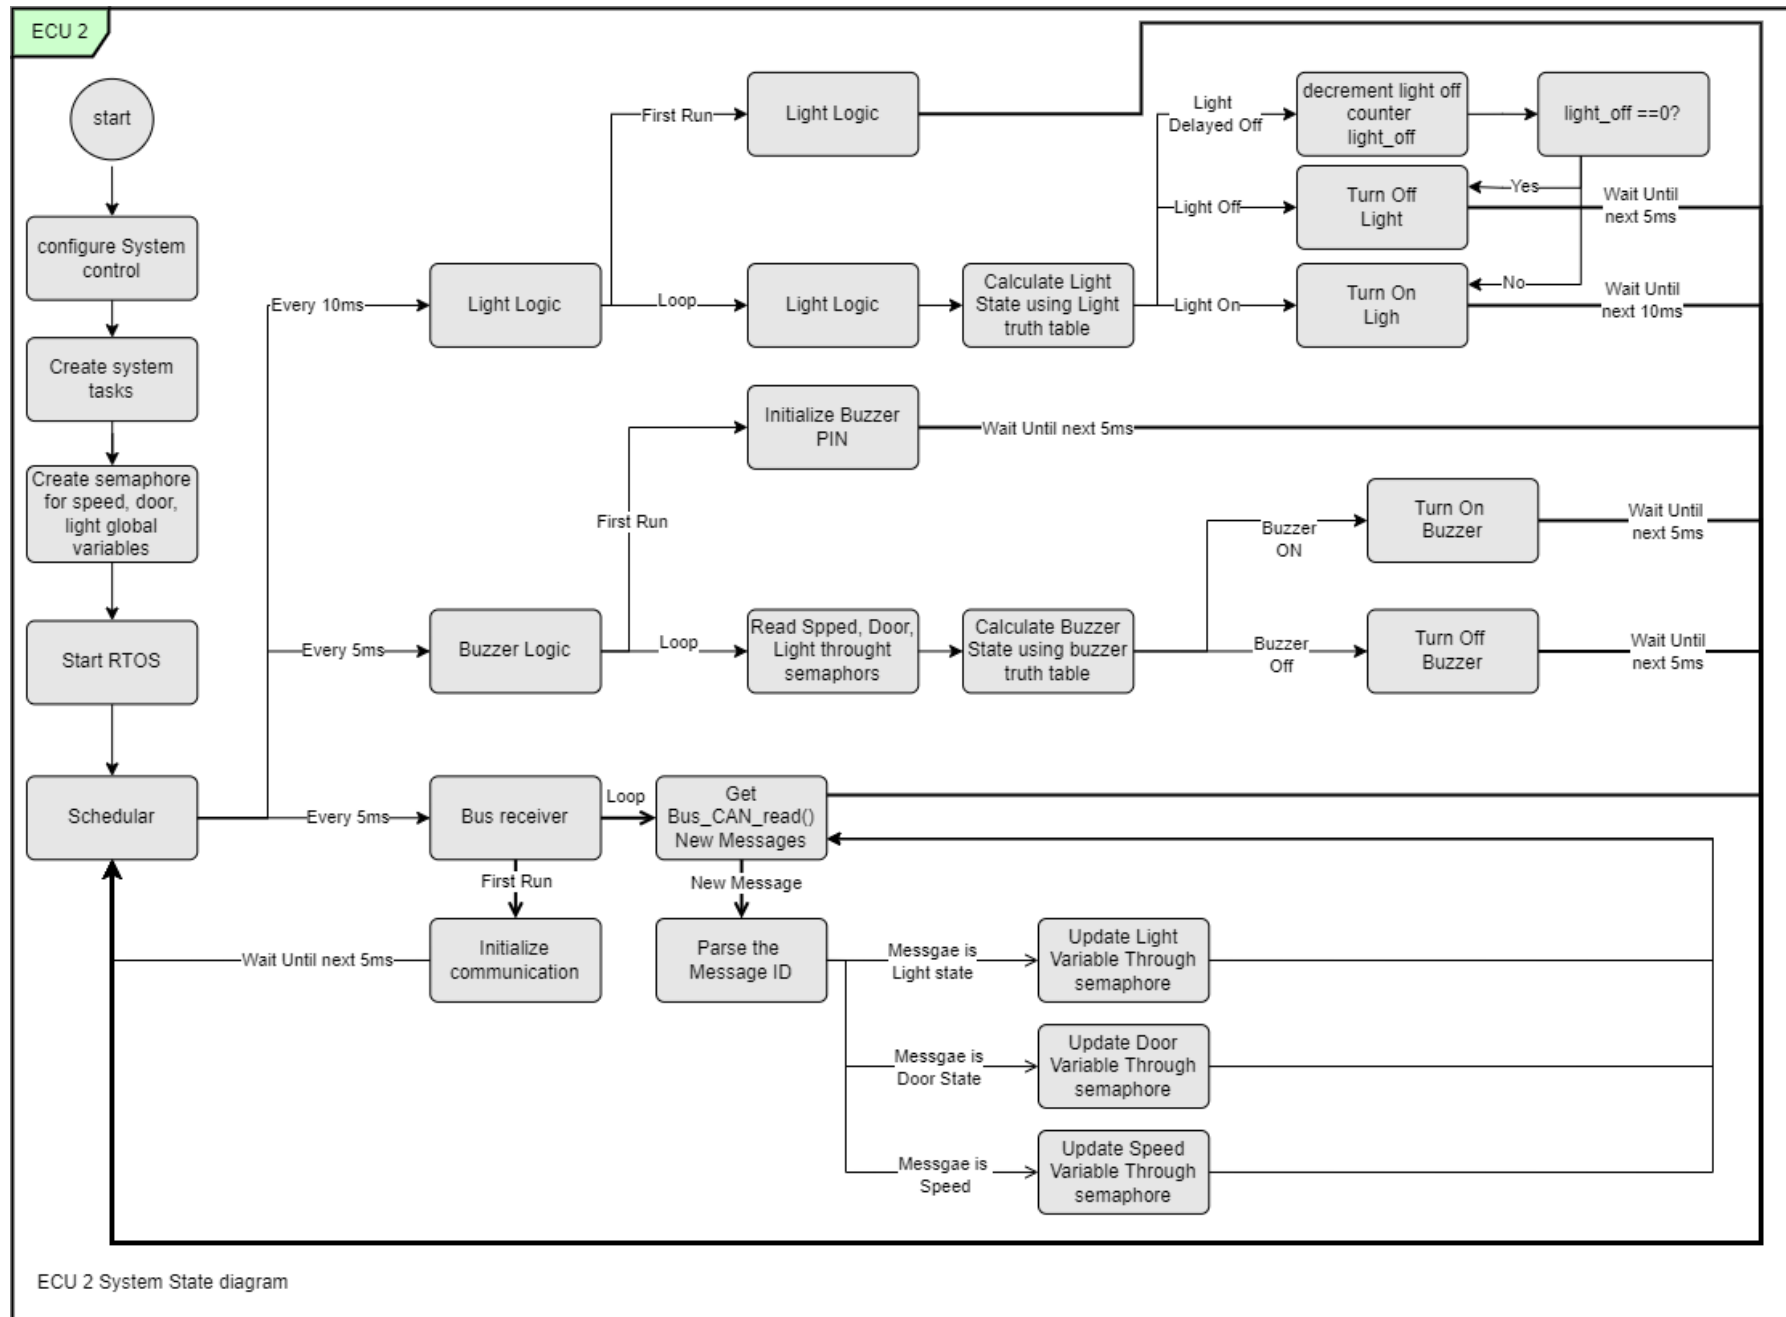 ECU 2
start
configure System
control
Create system
tasks
Create semaphore
for speed, door,
light global
variables
Start RTOS
Schedular
Every 10ms
Light Logic
First Run
Light Logic
Loop
Light Logic
Calculate Light
State using Light
truth table
Light
Delayed Off
decrement light off
counter
light_off
light_off ==0?
Yes
Light Off
Turn Off
Light
Wait Until
next 5ms
No
Light On
Turn On
Ligh
Wait Until
next 10ms
Every 5ms
Buzzer Logic
First Run
Initialize Buzzer
PIN
Wait Until next 5ms
Loop
Read Spped, Door,
Light throught
semaphors
Calculate Buzzer
State using buzzer
truth table
Buzzer
ON
Turn On
Buzzer
Wait Until
next 5ms
Buzzer
Off
Turn Off
Buzzer
Wait Until
next 5ms
Every 5ms
Bus receiver
Loop
Get
Bus_CAN_read()
New Messages
First Run
New Message
Initialize
communication
Wait Until next 5ms
Parse the
Message ID
Messgae is
Light state
Update Light
Variable Through
semaphore
Messgae is
Door State
Update Door
Variable Through
semaphore
Messgae is
Speed
Update Speed
Variable Through
semaphore
ECU 2 System State diagram